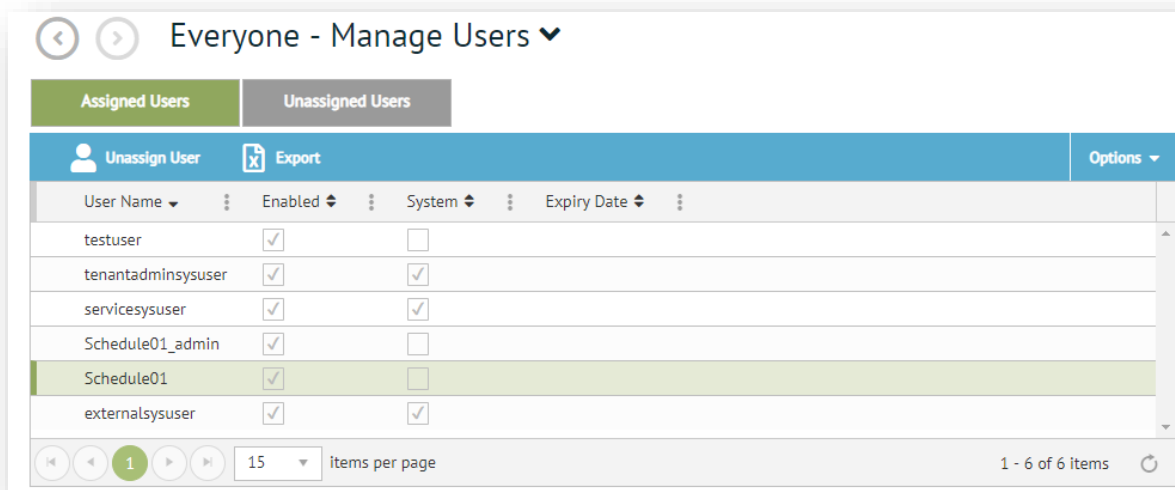 Everyone - Manage Users
Assigned Users Unassigned Users
Unassign User Export Options
User Name Enabled System Expiry Date
testuser
tenantadminsysuser
servicesysuser
Schedule01_admin
Schedule01
externalsysuser
1 15 items per page 1 - 6 of 6 items